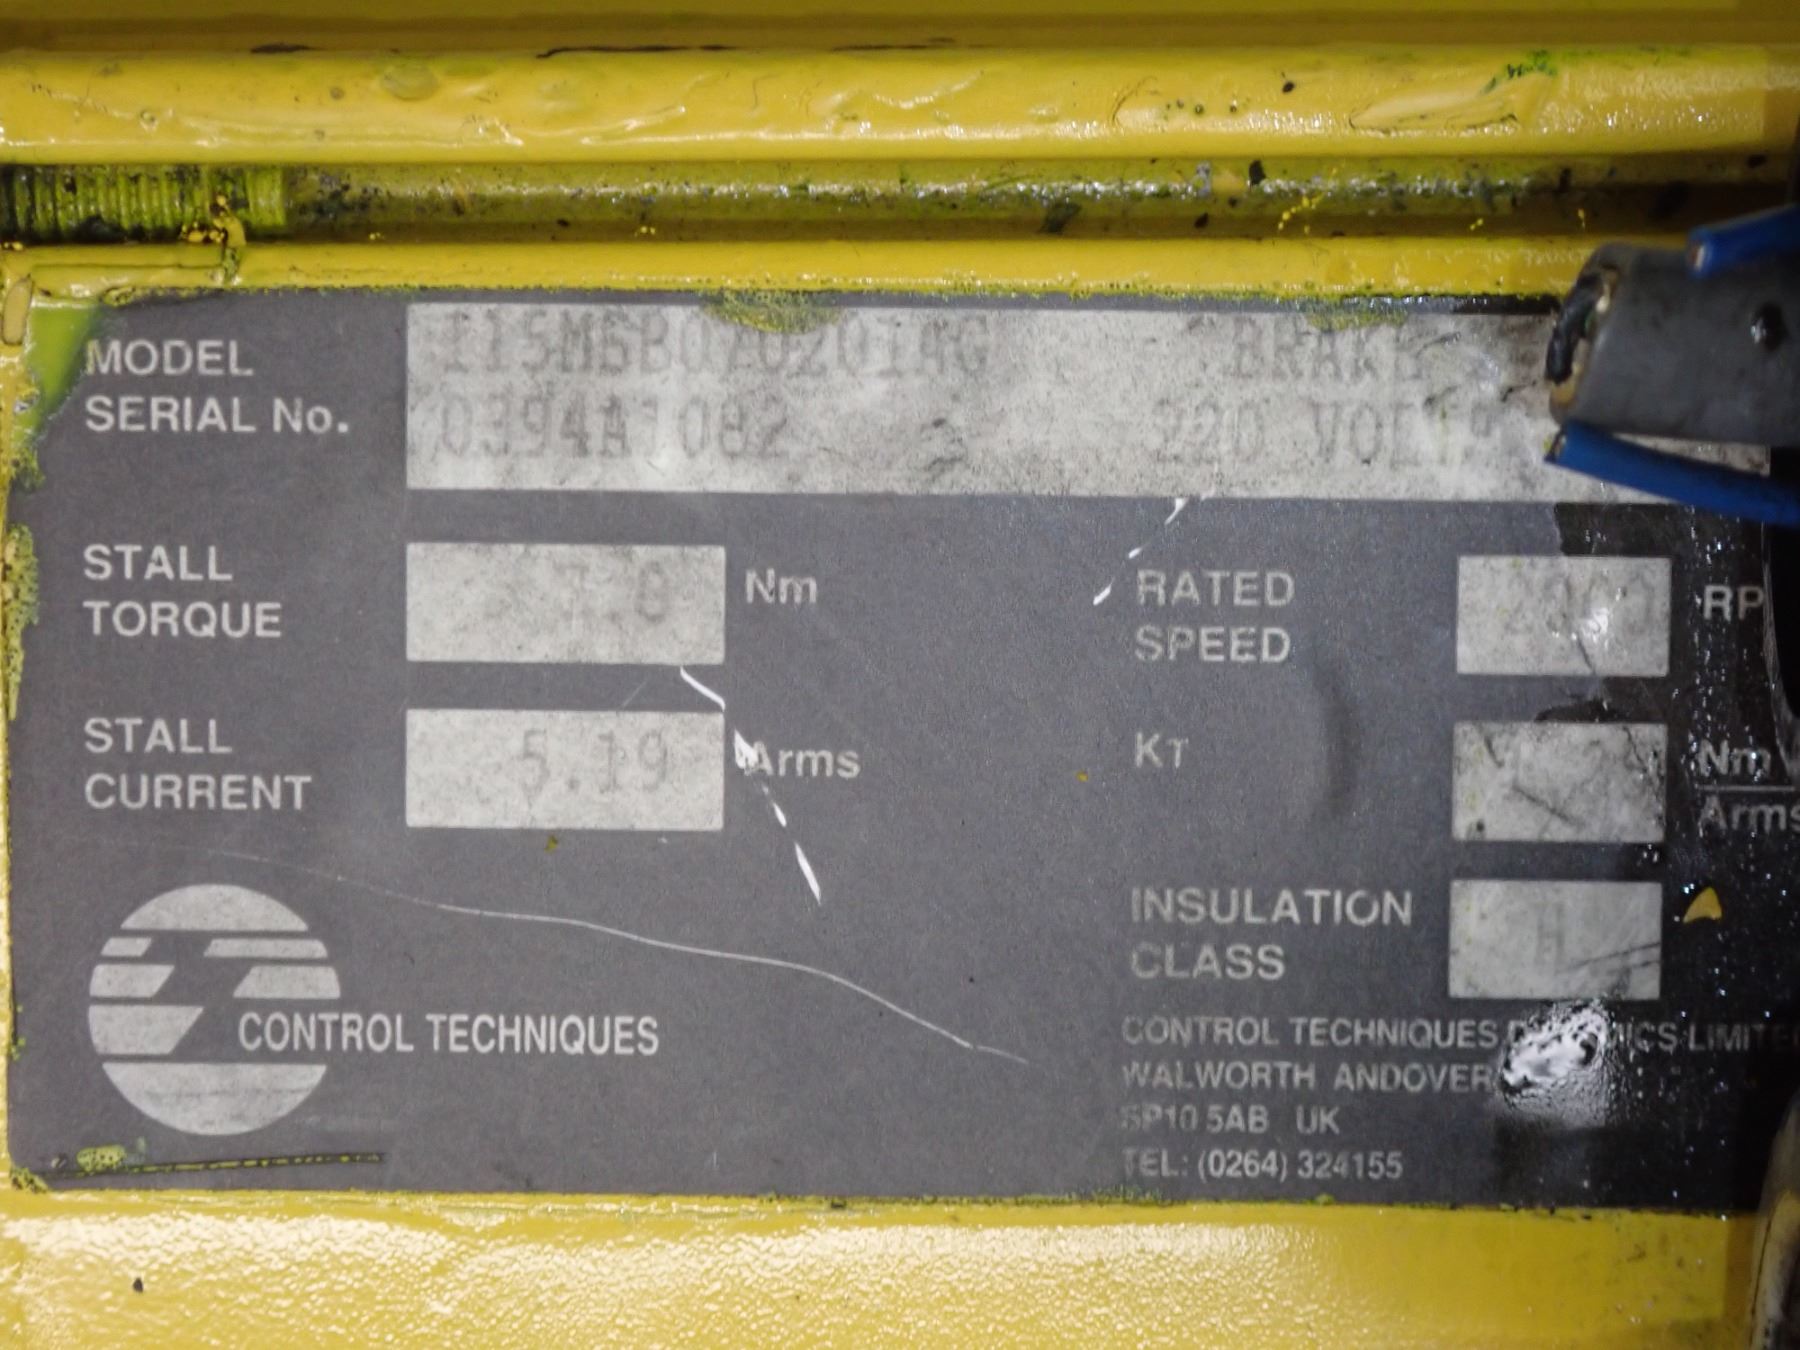 MODEL
SERIAL No. 0394A1082 220 VOLTS
BRAKE
STALL
TORQUE Nm
RATED
SPEED
STALL
CURRENT 5.19 Arms
KT Nm
Arms
INSULATION
CLASS H
CONTROL TECHNIQUES
CONTROL TECHNIQUES
WALWORTH ANDOVER
SP10 5AB UK
TEL: (0264) 324155